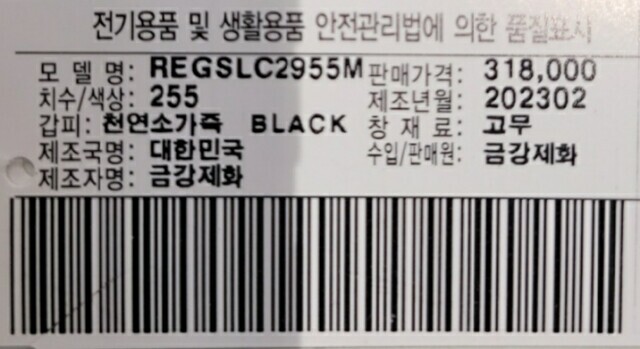 전기용품 및 생활용품 안전관리법에 의한 품질표시
모 델 명: REGSLC2955M 판매가격: 318,000
치수/색상: 255 제조년월: 202302
갑피: 천연소가죽 BLACK 창 재 료: 고무
제조국명: 대한민국 수입/판매원: 금강제화
제조자명: 금강제화